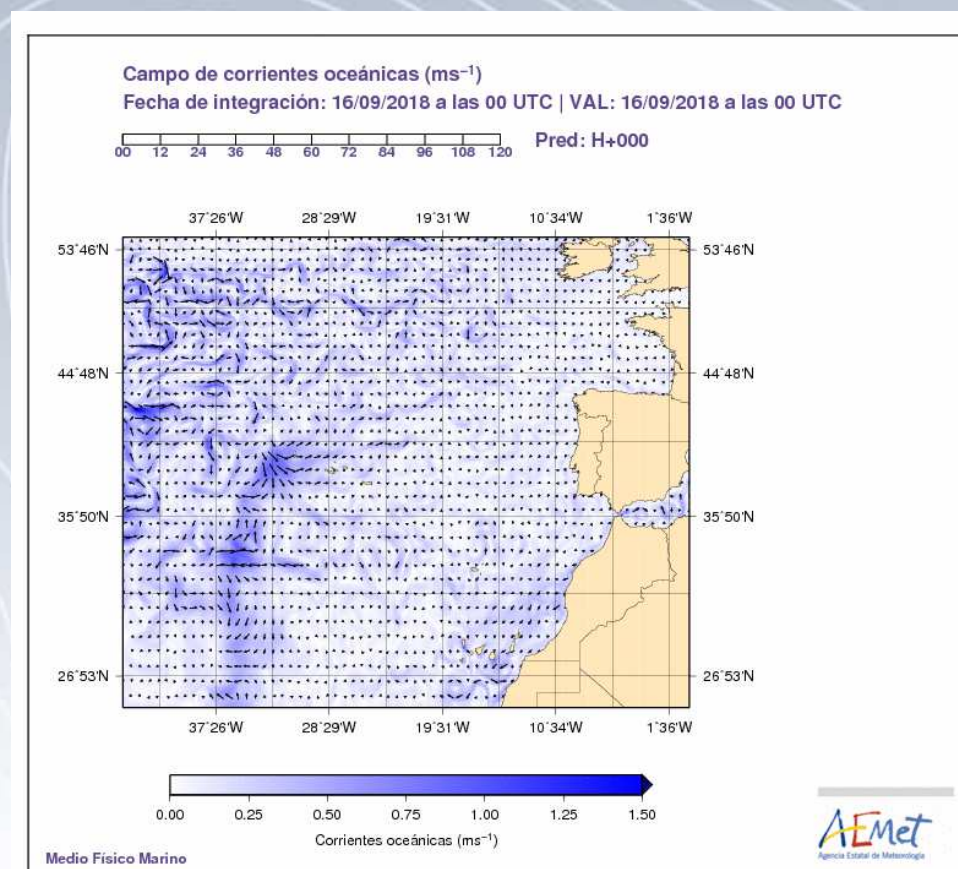 Campo de corrientes oceánicas (ms⁻¹)
Fecha de integración: 16/09/2018 a las 00 UTC | VAL: 16/09/2018 a las 00 UTC
00 12 24 36 48 60 72 84 96 108 120
Pred: H+000
37°26'W 28°29'W 19°31'W 10°34'W 1°36'W
53°46'N 53°46'N
44°48'N 44°48'N
35°50'N 35°50'N
26°53'N 26°53'N
37°26'W 28°29'W 19°31'W 10°34'W 1°36'W
0.00 0.25 0.50 0.75 1.00 1.25 1.50
Corrientes oceánicas (ms⁻¹)
Medio Físico Marino
AEMet
Agencia Estatal de Meteorología